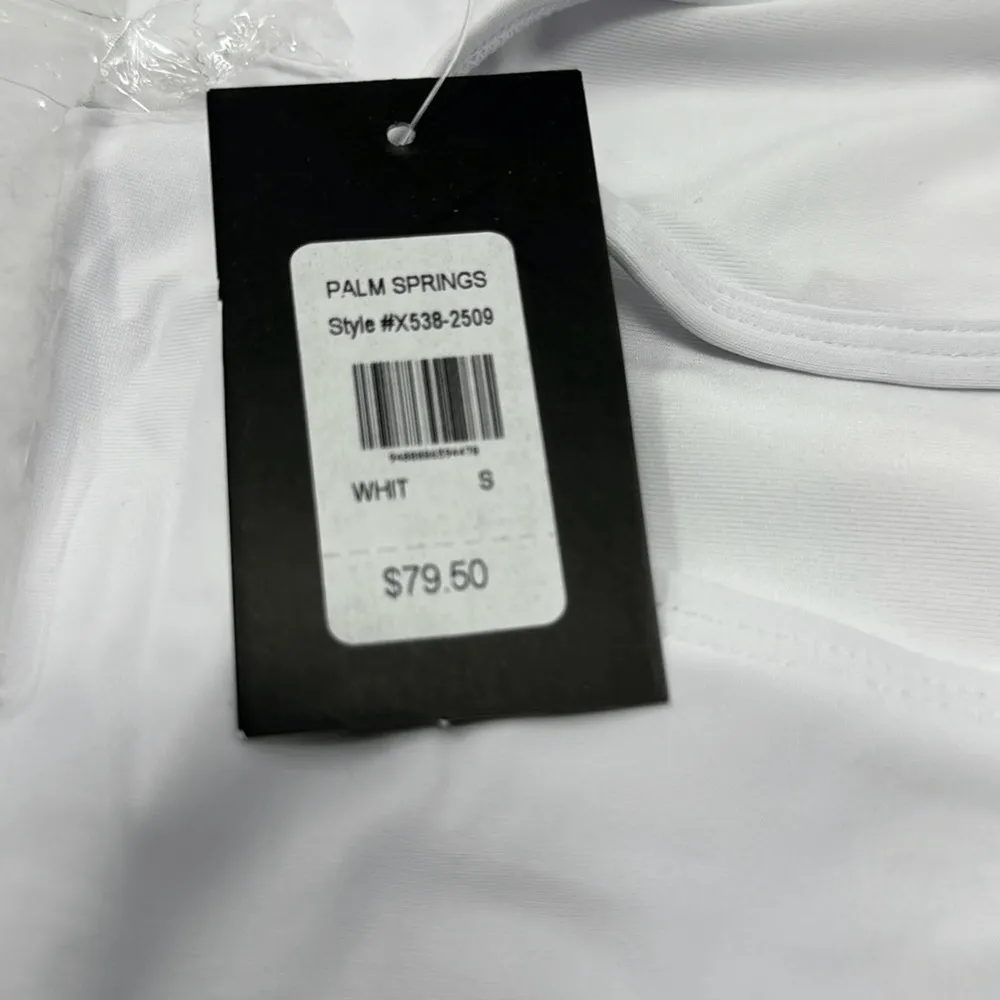 PALM SPRINGS
Style #X538-2509
WHIT S
$79.50